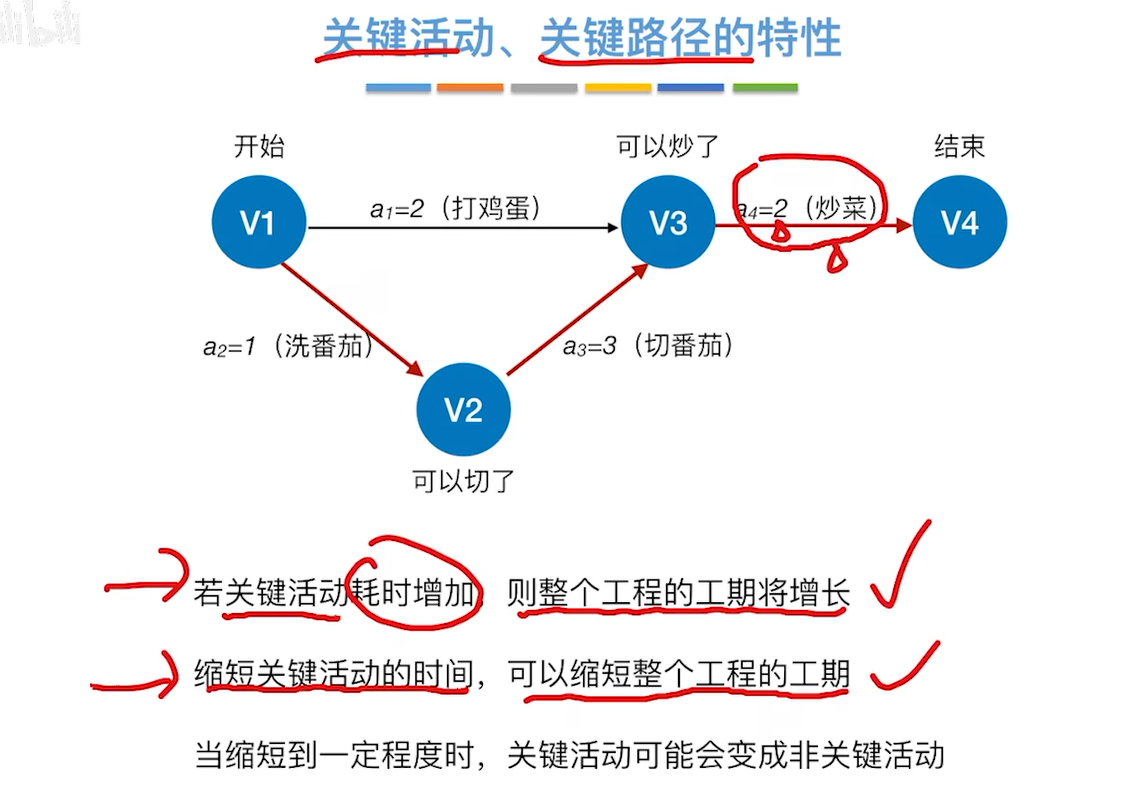 关键活动、关键路径的特性
开始
可以炒了
结束
V1
a₁=2（打鸡蛋）
V3
a₄=2（炒菜）
V4
a₂=1（洗番茄）
a₃=3（切番茄）
V2
可以切了
若关键活动耗时增加，则整个工程的工期将增长
缩短关键活动的时间，可以缩短整个工程的工期
当缩短到一定程度时，关键活动可能会变成非关键活动